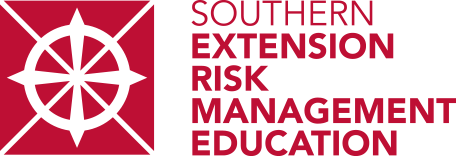 SOUTHERN
EXTENSION
RISK
MANAGEMENT
EDUCATION